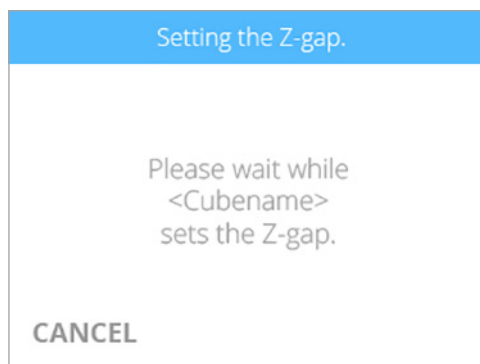 Setting the Z-gap.
Please wait while
<Cubename>
sets the Z-gap.
CANCEL